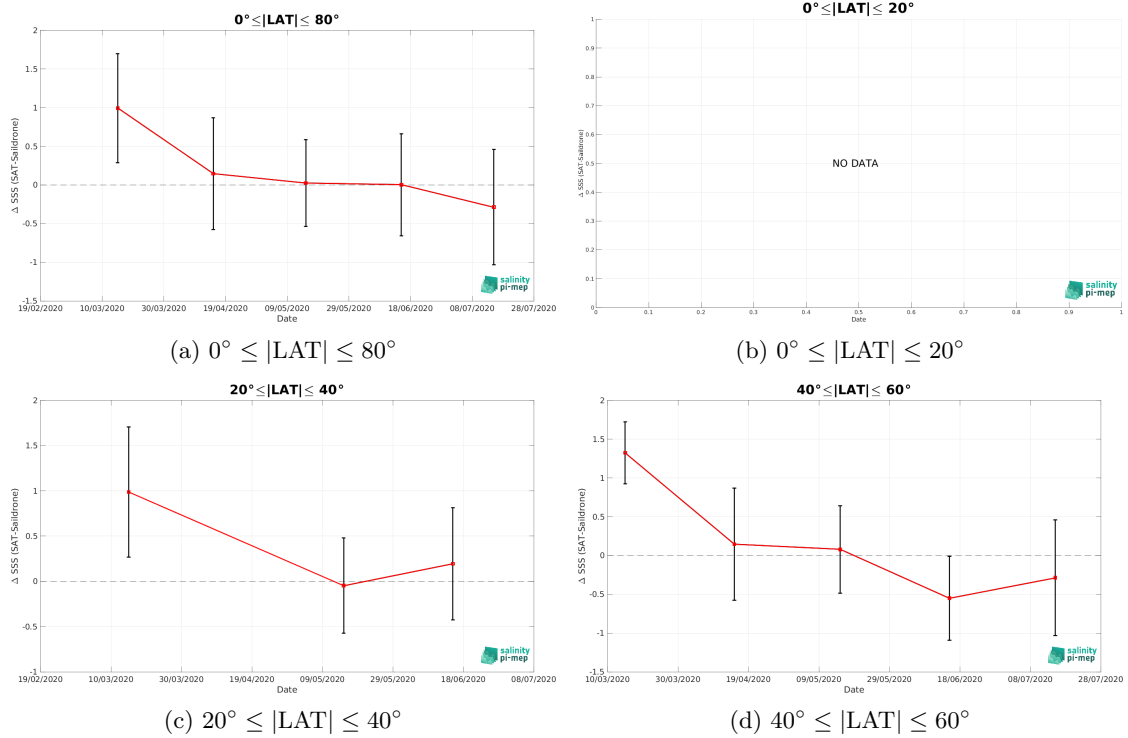 0°≤|LAT|≤ 80°
Δ SSS (SAT-Saildrone)
2
1.5
1
0.5
0
-0.5
-1
-1.5
19/02/2020 10/03/2020 30/03/2020 19/04/2020 09/05/2020 29/05/2020 18/06/2020 08/07/2020 28/07/2020
Date
salinity
pi-mep
(a) 0° ≤ |LAT| ≤ 80°
0°≤|LAT|≤ 20°
Δ SSS (SAT-Saildrone)
1
0.9
0.8
0.7
0.6
0.5
0.4
0.3
0.2
0.1
0
NO DATA
0 0.1 0.2 0.3 0.4 0.5 0.6 0.7 0.8 0.9 1
Date
salinity
pi-mep
(b) 0° ≤ |LAT| ≤ 20°
20°≤|LAT|≤ 40°
Δ SSS (SAT-Saildrone)
2
1.5
1
0.5
0
-0.5
-1
19/02/2020 10/03/2020 30/03/2020 19/04/2020 09/05/2020 29/05/2020 18/06/2020 08/07/2020
Date
salinity
pi-mep
(c) 20° ≤ |LAT| ≤ 40°
40°≤|LAT|≤ 60°
Δ SSS (SAT-Saildrone)
2
1.5
1
0.5
0
-0.5
-1
-1.5
10/03/2020 30/03/2020 19/04/2020 09/05/2020 29/05/2020 18/06/2020 08/07/2020 28/07/2020
Date
salinity
pi-mep
(d) 40° ≤ |LAT| ≤ 60°